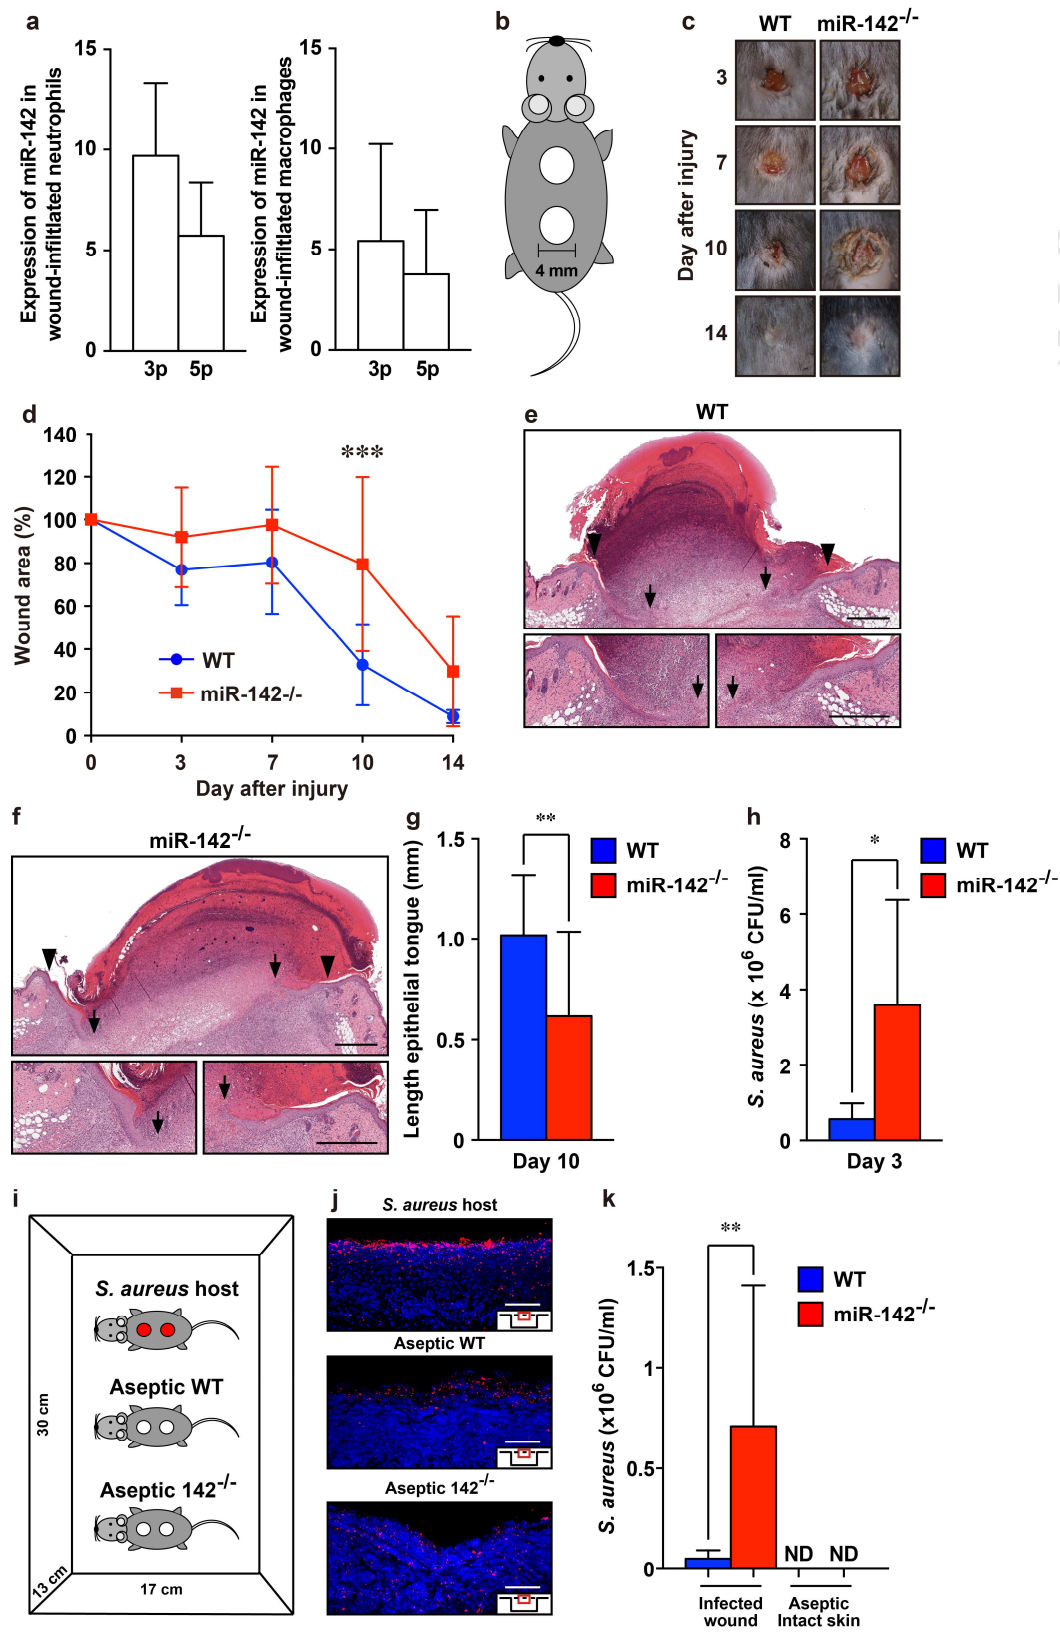 a
Expression of miR-142 in
wound-infiltlated neutrophils
15
10
5
0
3p 5p
Expression of miR-142 in
wound-infiltlated macrophages
15
10
5
0
3p 5p
b
4 mm
c
WT miR-142-/-
Day after injury
3
7
10
14
d
Wound area (%)
140
120
100
80
60
40
20
0
***
WT
miR-142-/-
0 3 7 10 14
Day after injury
e
WT
f
miR-142-/-
g
Length epithelial tongue (mm)
1.5
1.0
0.5
0
**
WT
miR-142-/-
Day 10
h
S. aureus (x 10⁶ CFU/ml)
8
6
4
2
0
*
WT
miR-142-/-
Day 3
i
S. aureus host
Aseptic WT
Aseptic 142-/-
30 cm
13 cm
17 cm
j
S. aureus host
Aseptic WT
Aseptic 142-/-
k
S. aureus (x10⁶ CFU/ml)
1.5
1
0.5
0
**
WT
miR-142-/-
ND ND
Infected
wound
Aseptic
Intact skin